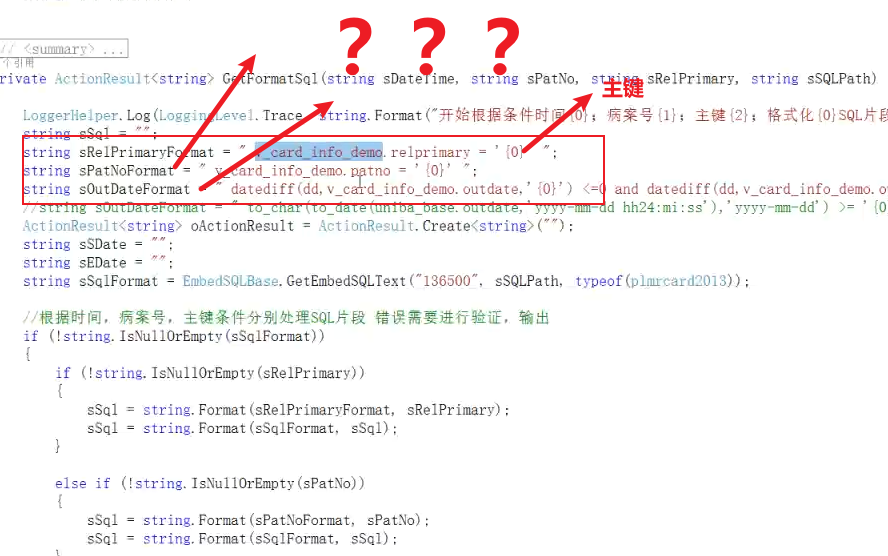 ？ ？ ？
// <summary> ...
个引用
rivate ActionResult<string> GetFormatSql(string sDateTime, string sPatNo, string sRelPrimary, string sSQLPath)
主键
LoggerHelper.Log(LoggingLevel.Trace, string.Format("开始根据条件时间{0}；病案号{1}；主键{2}；格式化{0}SQL片段
string sSql = "";
string sRelPrimaryFormat = " v_card_info_demo.relprimary = '{0}' ";
string sPatNoFormat = " v_card_info_demo.patno = '{0}' ";
string sOutDateFormat = " datediff(dd,v_card_info_demo.outdate,'{0}') <=0 and datediff(dd,v_card_info_demo.ou
//string sOutDateFormat = " to_char(to_date(uniba_base.outdate,'yyyy-mm-dd hh24:mi:ss'),'yyyy-mm-dd') >= '{0
ActionResult<string> oActionResult = ActionResult.Create<string>("");
string sSDate = "";
string sEDate = "";
string sSqlFormat = EmbedSQLBase.GetEmbedSQLText("136500", sSQLPath, typeof(plmrcard2013));
//根据时间，病案号，主键条件分别处理SQL片段 错误需要进行验证，输出
if (!string.IsNullOrEmpty(sSqlFormat))
{
if (!string.IsNullOrEmpty(sRelPrimary))
{
sSql = string.Format(sRelPrimaryFormat, sRelPrimary);
sSql = string.Format(sSqlFormat, sSql);
}
else if (!string.IsNullOrEmpty(sPatNo))
{
sSql = string.Format(sPatNoFormat, sPatNo);
sSql = string.Format(sSqlFormat, sSql);
}